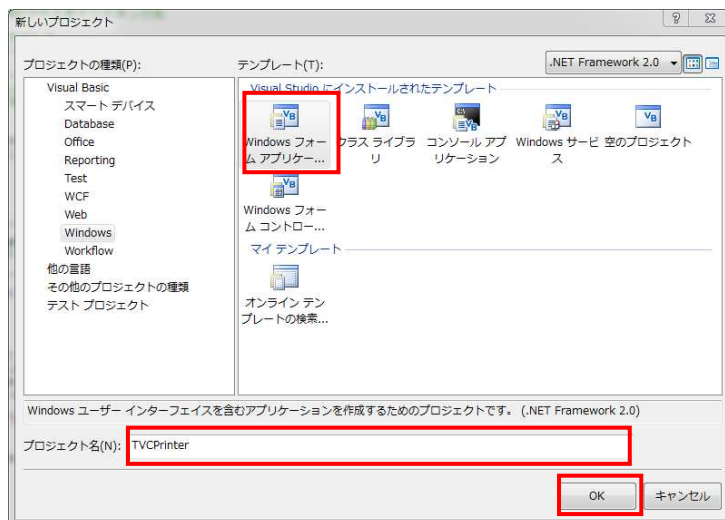 新しいプロジェクト
プロジェクトの種類(P):
テンプレート(T):
.NET Framework 2.0
Visual Basic
スマート デバイス
Database
Office
Reporting
Test
WCF
Web
Windows
Workflow
他の言語
その他のプロジェクトの種類
テスト プロジェクト
Visual Studio にインストールされたテンプレート
Windows フォー
ム アプリケー...
クラス ライブラ
リ
コンソール アプ
リケーション
Windows サービ
ス
空のプロジェクト
Windows フォー
ム コントロー...
マイ テンプレート
オンライン テン
プレートの検索...
Windows ユーザー インターフェイスを含むアプリケーションを作成するためのプロジェクトです。 (.NET Framework 2.0)
プロジェクト名(N): TVCPrinter
OK
キャンセル